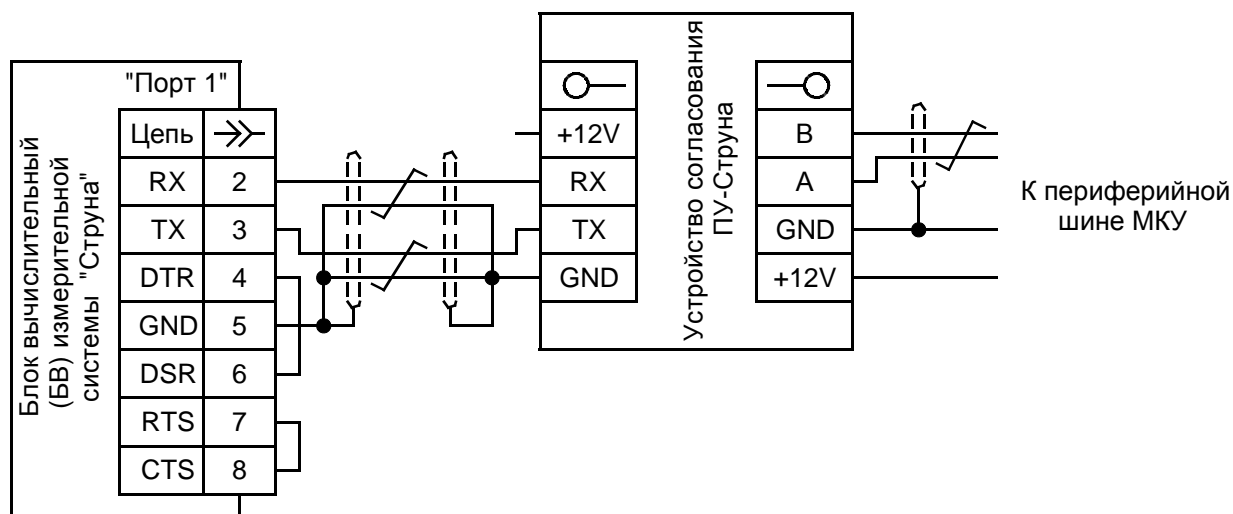 "Порт 1"
Блок вычислительный
(БВ) измерительной
системы "Струна"
Цепь
RX 2
TX 3
DTR 4
GND 5
DSR 6
RTS 7
CTS 8
+12V
RX
TX
GND
Устройство согласования
ПУ-Струна
B
A
GND
+12V
К периферийной
шине МКУ